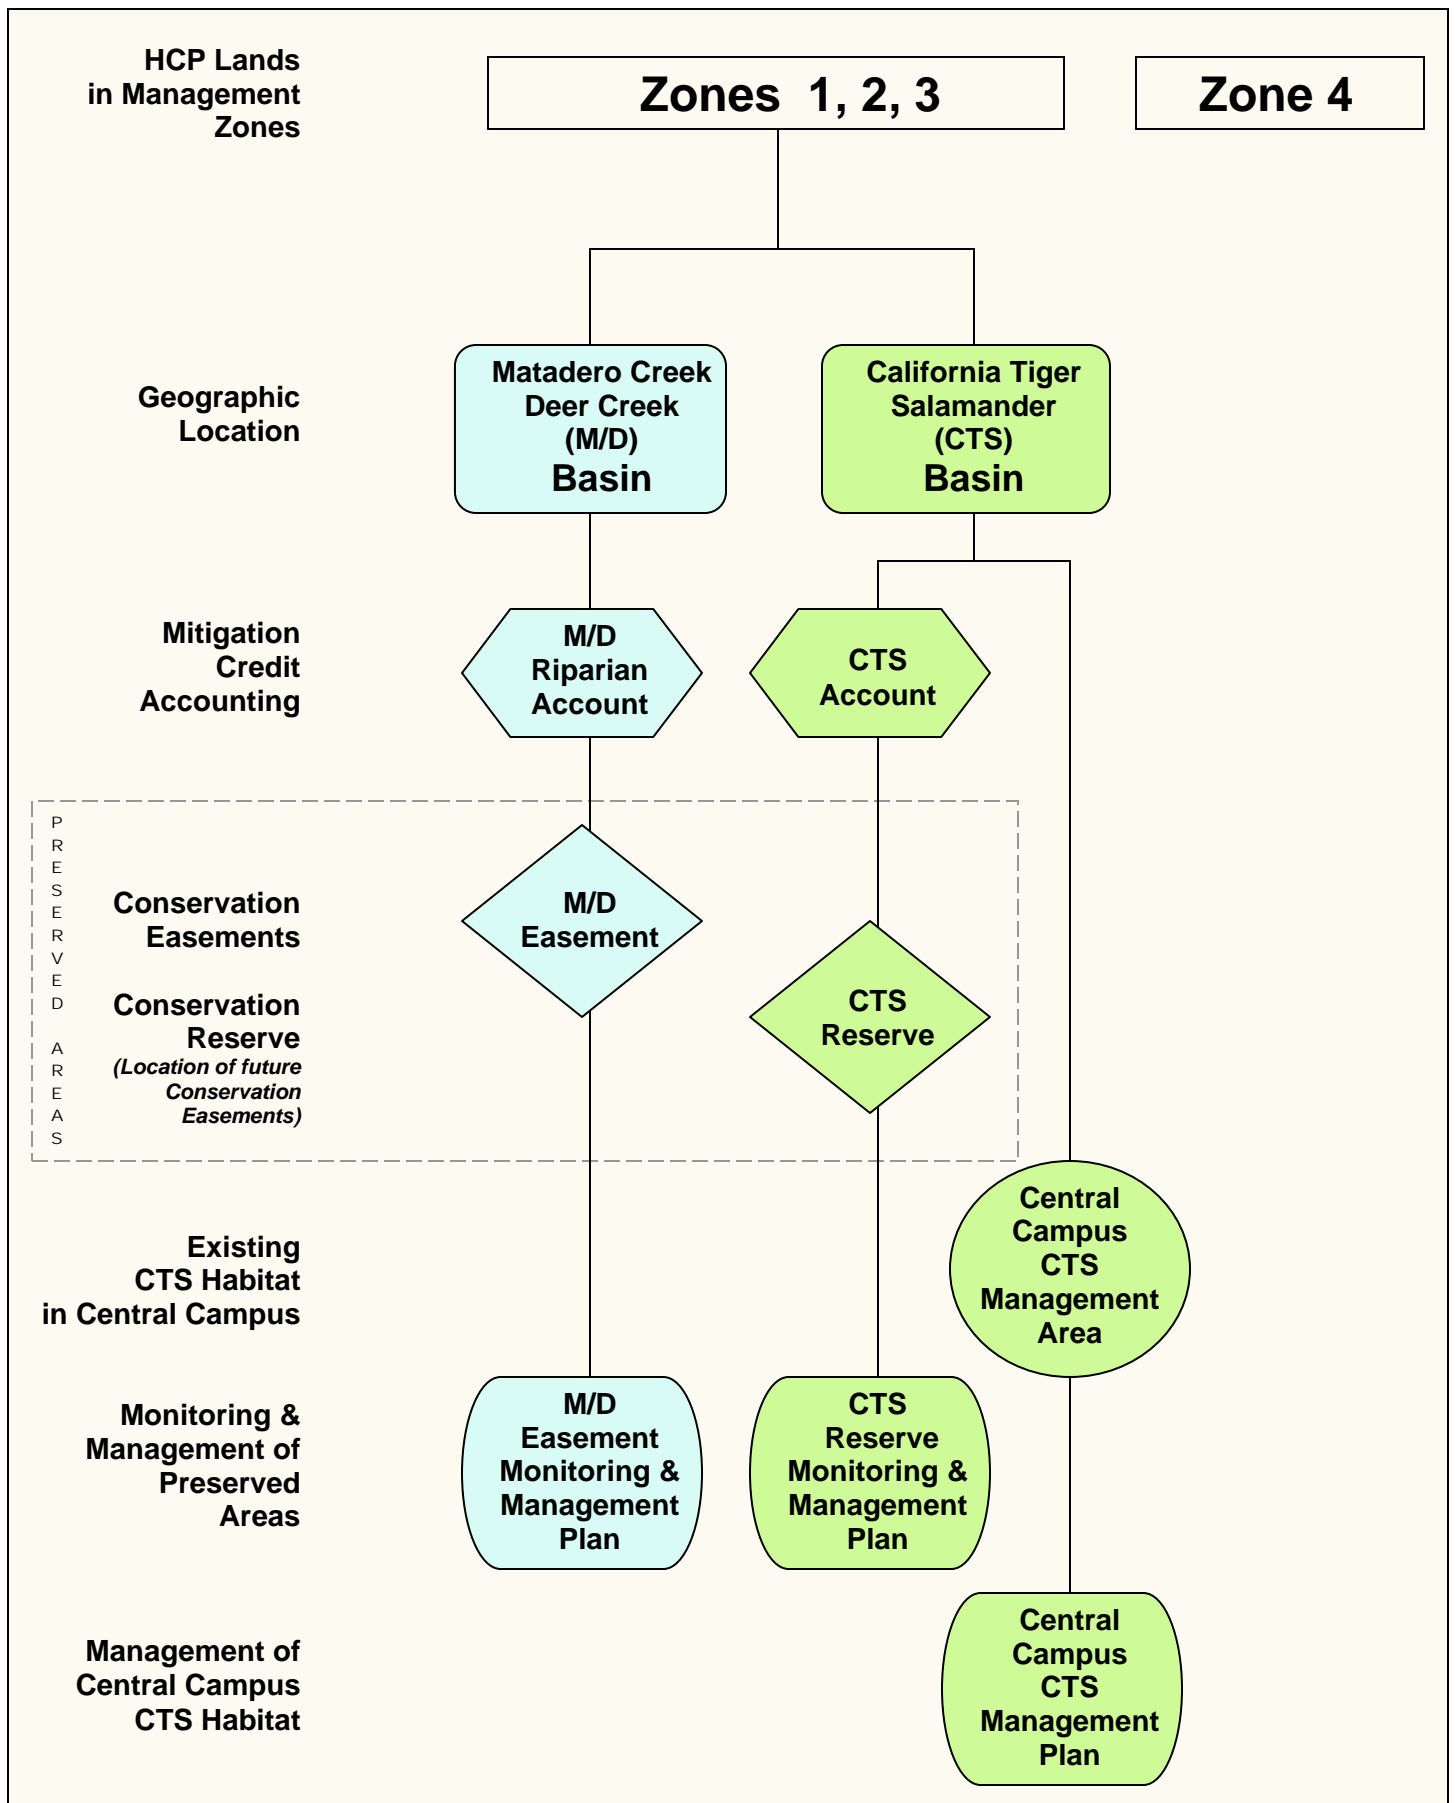 HCP Lands
in Management
Zones
Zones 1, 2, 3
Zone 4
Geographic
Location
Matadero Creek
Deer Creek
(M/D)
Basin
California Tiger
Salamander
(CTS)
Basin
Mitigation
Credit
Accounting
M/D
Riparian
Account
CTS
Account
PRESERVED AREAS
Conservation
Easements
M/D
Easement
Conservation
Reserve
(Location of future
Conservation
Easements)
CTS
Reserve
Existing
CTS Habitat
in Central Campus
Central
Campus
CTS
Management
Area
Monitoring &
Management of
Preserved
Areas
M/D
Easement
Monitoring &
Management
Plan
CTS
Reserve
Monitoring &
Management
Plan
Management of
Central Campus
CTS Habitat
Central
Campus
CTS
Management
Plan